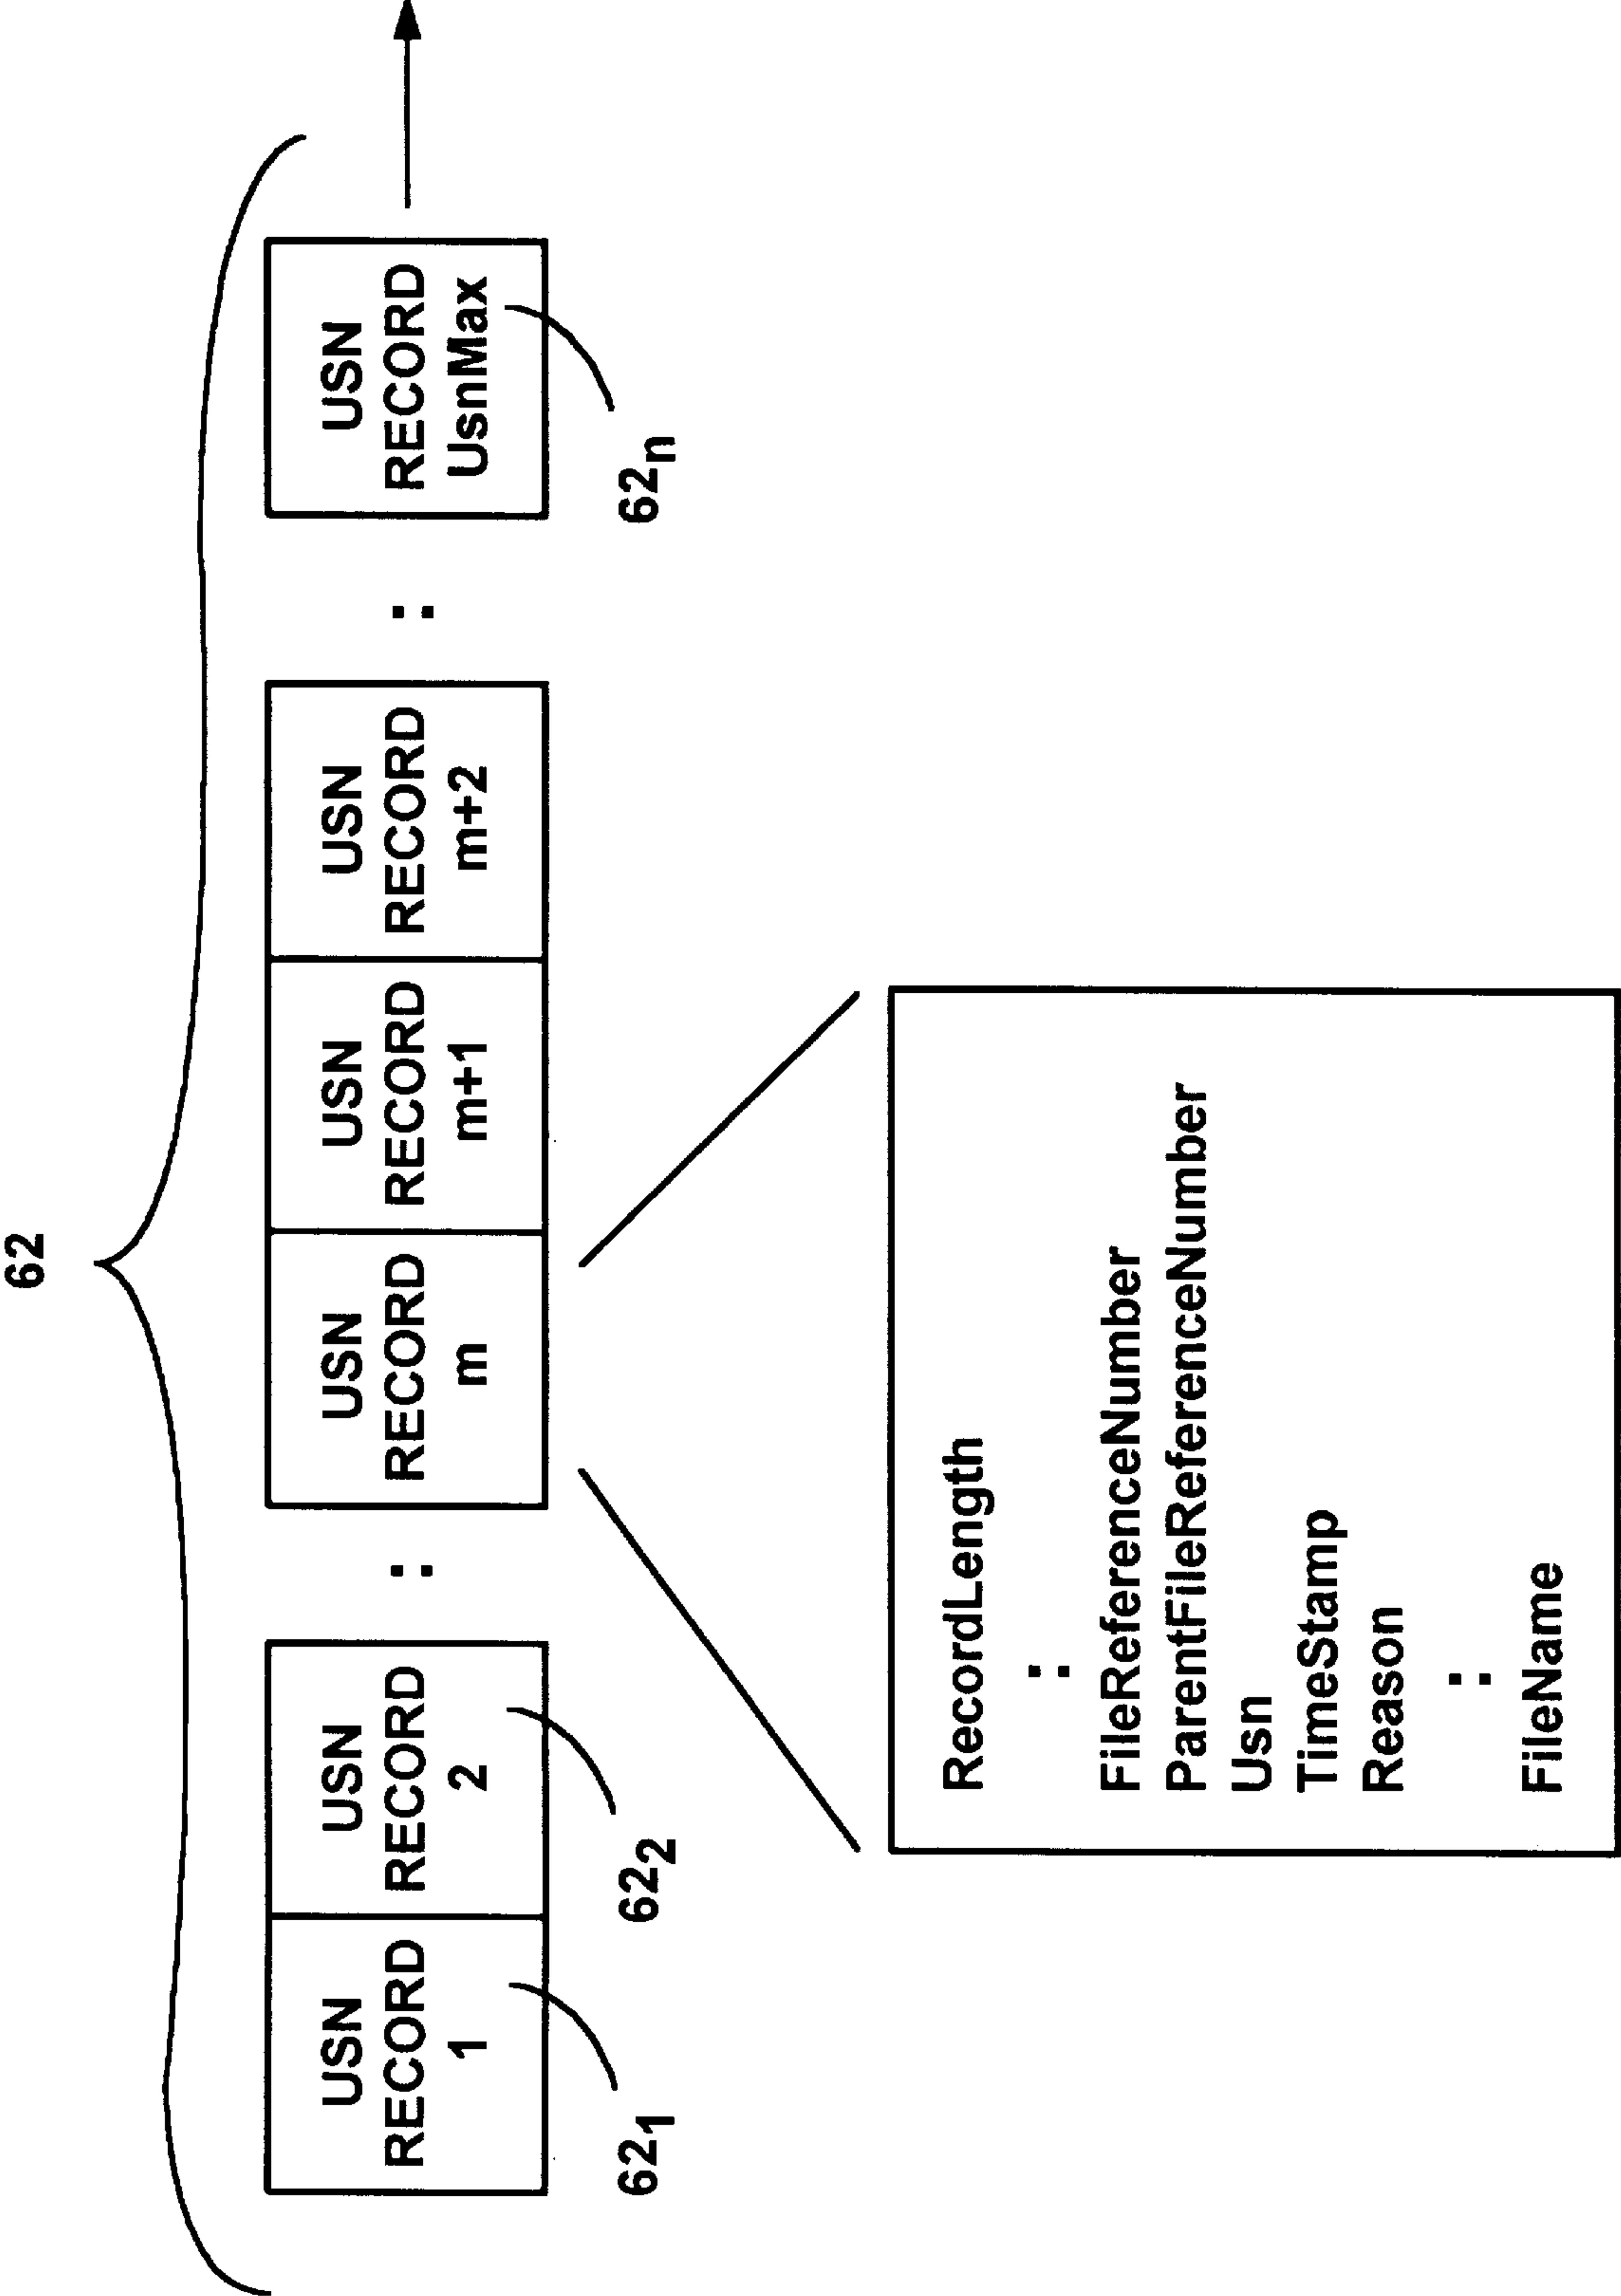 62
USN
RECORD
1
USN
RECORD
2
:
USN
RECORD
m
USN
RECORD
m+1
USN
RECORD
m+2
:
USN
RECORD
UsnMax
62₁
62₂
62ₙ
RecordLength
:
FileReferenceNumber
ParentFileReferenceNumber
Usn
TimeStamp
Reason
:
FileName